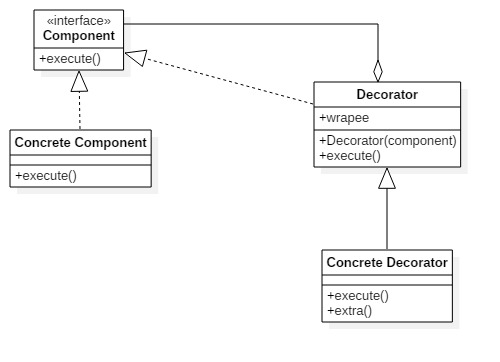 «interface»
Component
+execute()
Decorator
+wrapee
+Decorator(component)
+execute()
Concrete Component
+execute()
Concrete Decorator
+execute()
+extra()